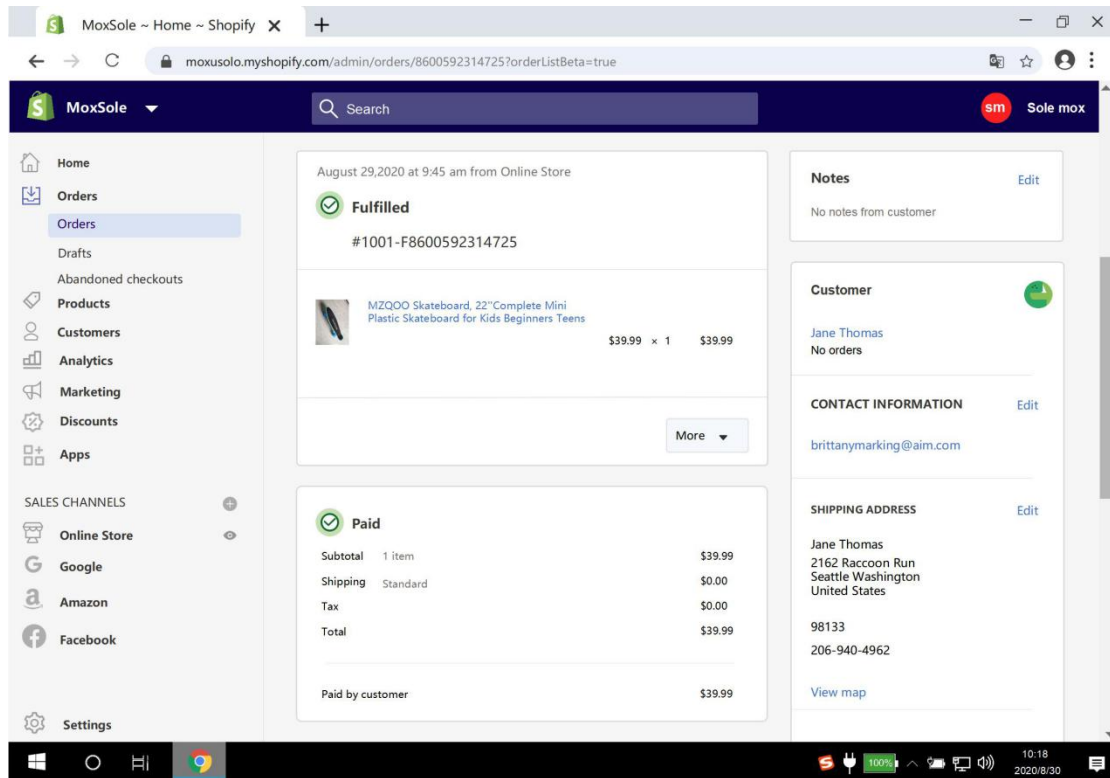 MoxSole ~ Home ~ Shopify
moxusolo.myshopify.com/admin/orders/8600592314725?orderListBeta=true
MoxSole
Search
sm
Sole mox
Home
Orders
Orders
Drafts
Abandoned checkouts
Products
Customers
Analytics
Marketing
Discounts
Apps
SALES CHANNELS
Online Store
Google
Amazon
Facebook
Settings
August 29,2020 at 9:45 am from Online Store
Fulfilled
#1001-F8600592314725
MZQOO Skateboard, 22''Complete Mini
Plastic Skateboard for Kids Beginners Teens
$39.99 × 1 $39.99
More
Paid
Subtotal 1 item $39.99
Shipping Standard $0.00
Tax $0.00
Total $39.99
Paid by customer $39.99
Notes Edit
No notes from customer
Customer
Jane Thomas
No orders
CONTACT INFORMATION Edit
brittanymarking@aim.com
SHIPPING ADDRESS Edit
Jane Thomas
2162 Raccoon Run
Seattle Washington
United States
98133
206-940-4962
View map
100%
10:18
2020/8/30